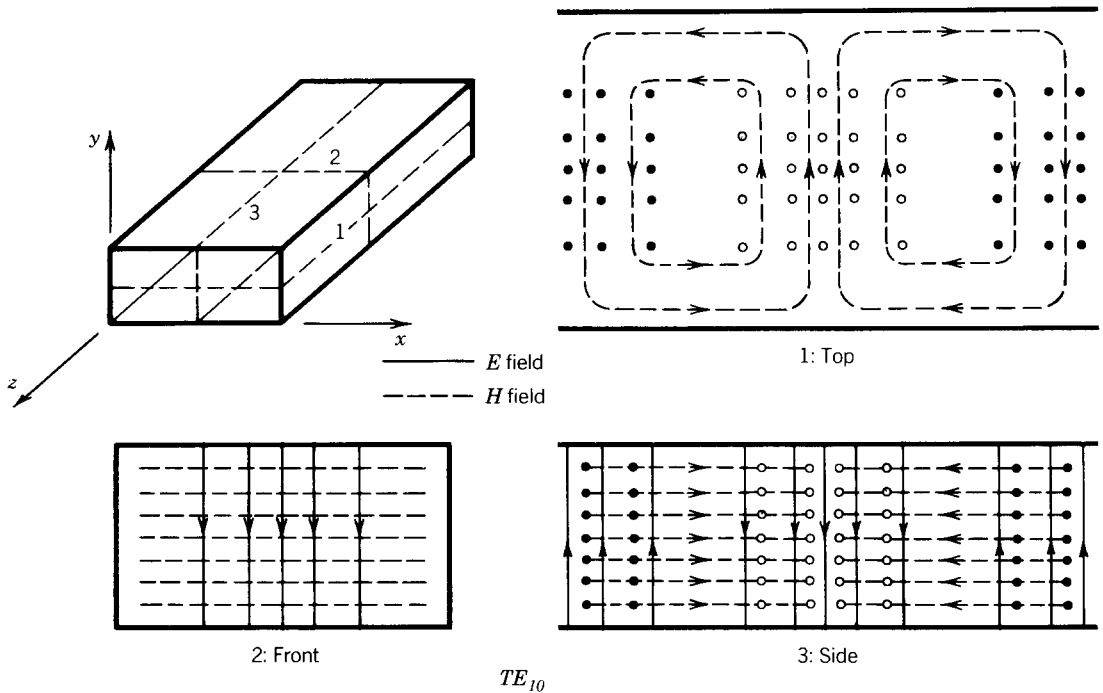 y
2
3
1
x
z
E field
H field
1: Top
2: Front
3: Side
TE10